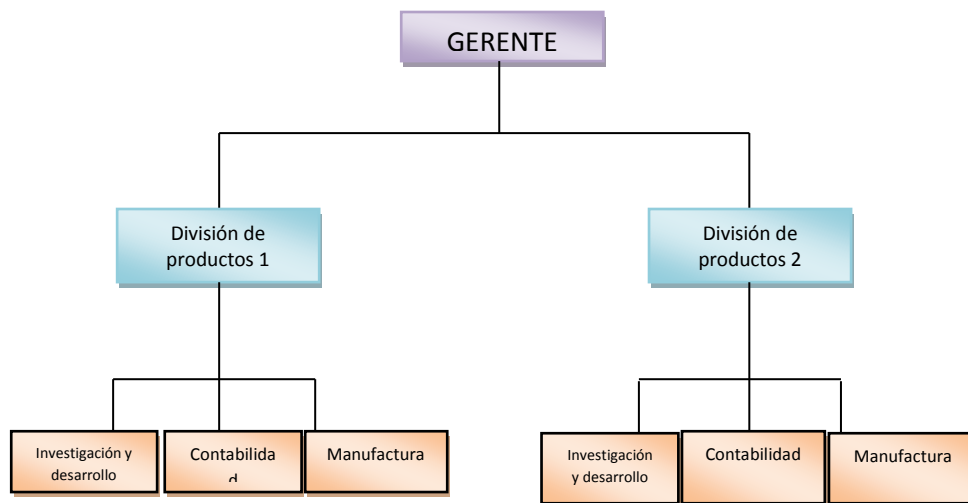 GERENTE
División de
productos 1
División de
productos 2
Investigación y
desarrollo
Contabilida
d
Manufactura
Investigación
y desarrollo
Contabilidad
Manufactura